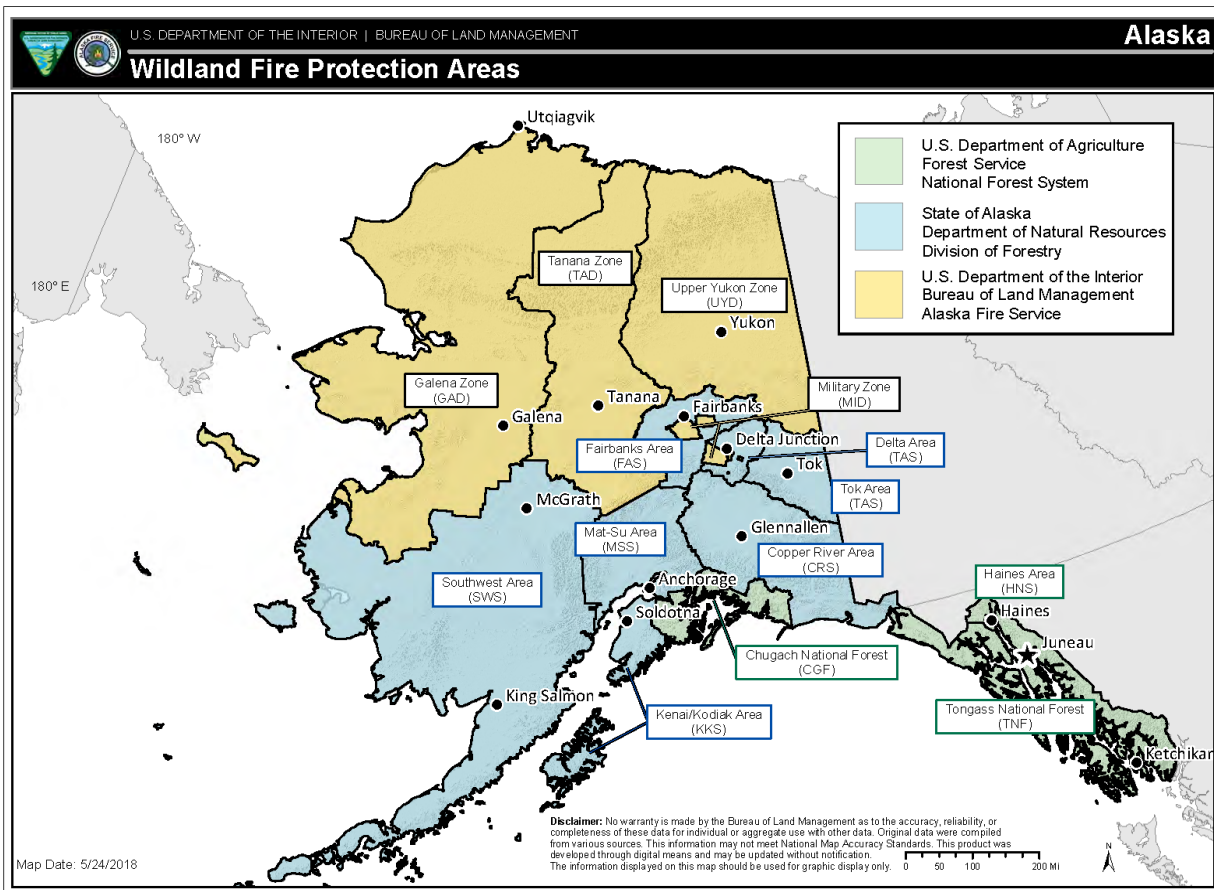 U.S. DEPARTMENT OF THE INTERIOR | BUREAU OF LAND MANAGEMENT
Alaska
Wildland Fire Protection Areas
Utqiagvik
180° W
180° E
U.S. Department of Agriculture
Forest Service
National Forest System
State of Alaska
Department of Natural Resources
Division of Forestry
U.S. Department of the Interior
Bureau of Land Management
Alaska Fire Service
Tanana Zone
(TAD)
Upper Yukon Zone
(UYD)
Yukon
Galena Zone
(GAD)
Military Zone
(MID)
Tanana
Galena
Fairbanks
Fairbanks Area
(FAS)
Delta Junction
Delta Area
(TAS)
Tok
Tok Area
(TAS)
McGrath
Mat-Su Area
(MSS)
Glennallen
Copper River Area
(CRS)
Southwest Area
(SWS)
Anchorage
Soldotna
Haines Area
(HNS)
Haines
Juneau
Chugach National Forest
(CGF)
King Salmon
Kenai/Kodiak Area
(KKS)
Tongass National Forest
(TNF)
Ketchikan
Disclaimer: No warranty is made by the Bureau of Land Management as to the accuracy, reliability, or
completeness of these data for individual or aggregate use with other data. Original data were compiled
from various sources. This information may not meet National Map Accuracy Standards. This product was
developed through digital means and may be updated without notification.
The information displayed on this map should be used for graphic display only.
0 50 100 200 Mi
N
Map Date: 5/24/2018